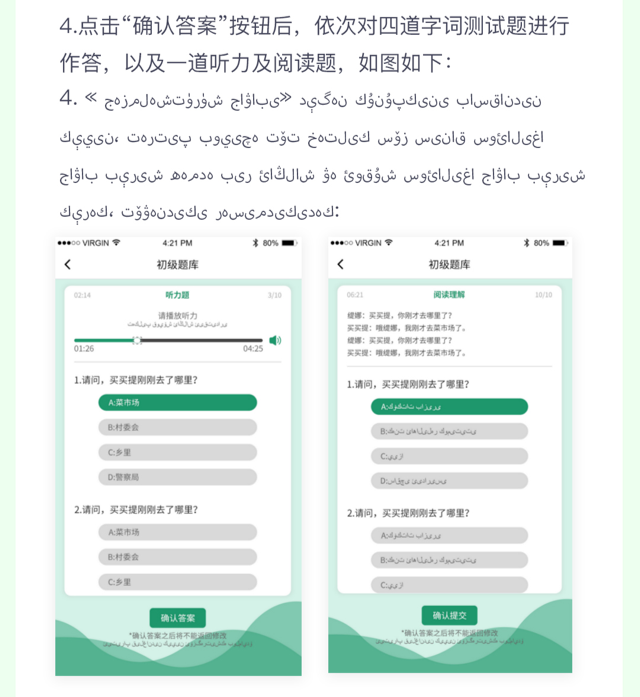 4.点击“确认答案”按钮后，依次对四道字词测试题进行
作答，以及一道听力及阅读题，如图如下：
4. «جەزملەشتۈرۈش جاۋابى» دېگەن كۇنۇپكىنى باسقاندىن
كېيىن، تەرتىپ بويىچە تۆت خەتلىك سۆز سىناق سوئالىغا
جاۋاب بېرىش ھەمدە بىر ئاڭلاش ۋە ئوقۇش سوئالىغا جاۋاب بېرىش
كېرەك، تۆۋەندىكى رەسىمدىكىدەك:
VIRGIN 4:21 PM 80%
初级题库
02:14 听力题 3/10
请播放听力
01:26 04:25
1.请问，买买提刚刚去了哪里?
A:菜市场
B:村委会
C:乡里
D:警察局
2.请问，买买提刚刚去了哪里?
A:菜市场
B:村委会
C:乡里
确认答案
*确认答案之后将不能返回修改
VIRGIN 4:21 PM 80%
初级题库
06:21 阅读理解 10/10
缇娜：买买提，你刚才去哪里了?
买买提：哦缇娜，我刚才去菜市场了。
缇娜：买买提，你刚才去哪里了?
买买提：哦缇娜，我刚才去菜市场了。
1.请问，买买提刚刚去了哪里?
A:
B:
C:
D:
2.请问，买买提刚刚去了哪里?
A:
B:
C:
确认提交
*确认答案之后将不能返回修改